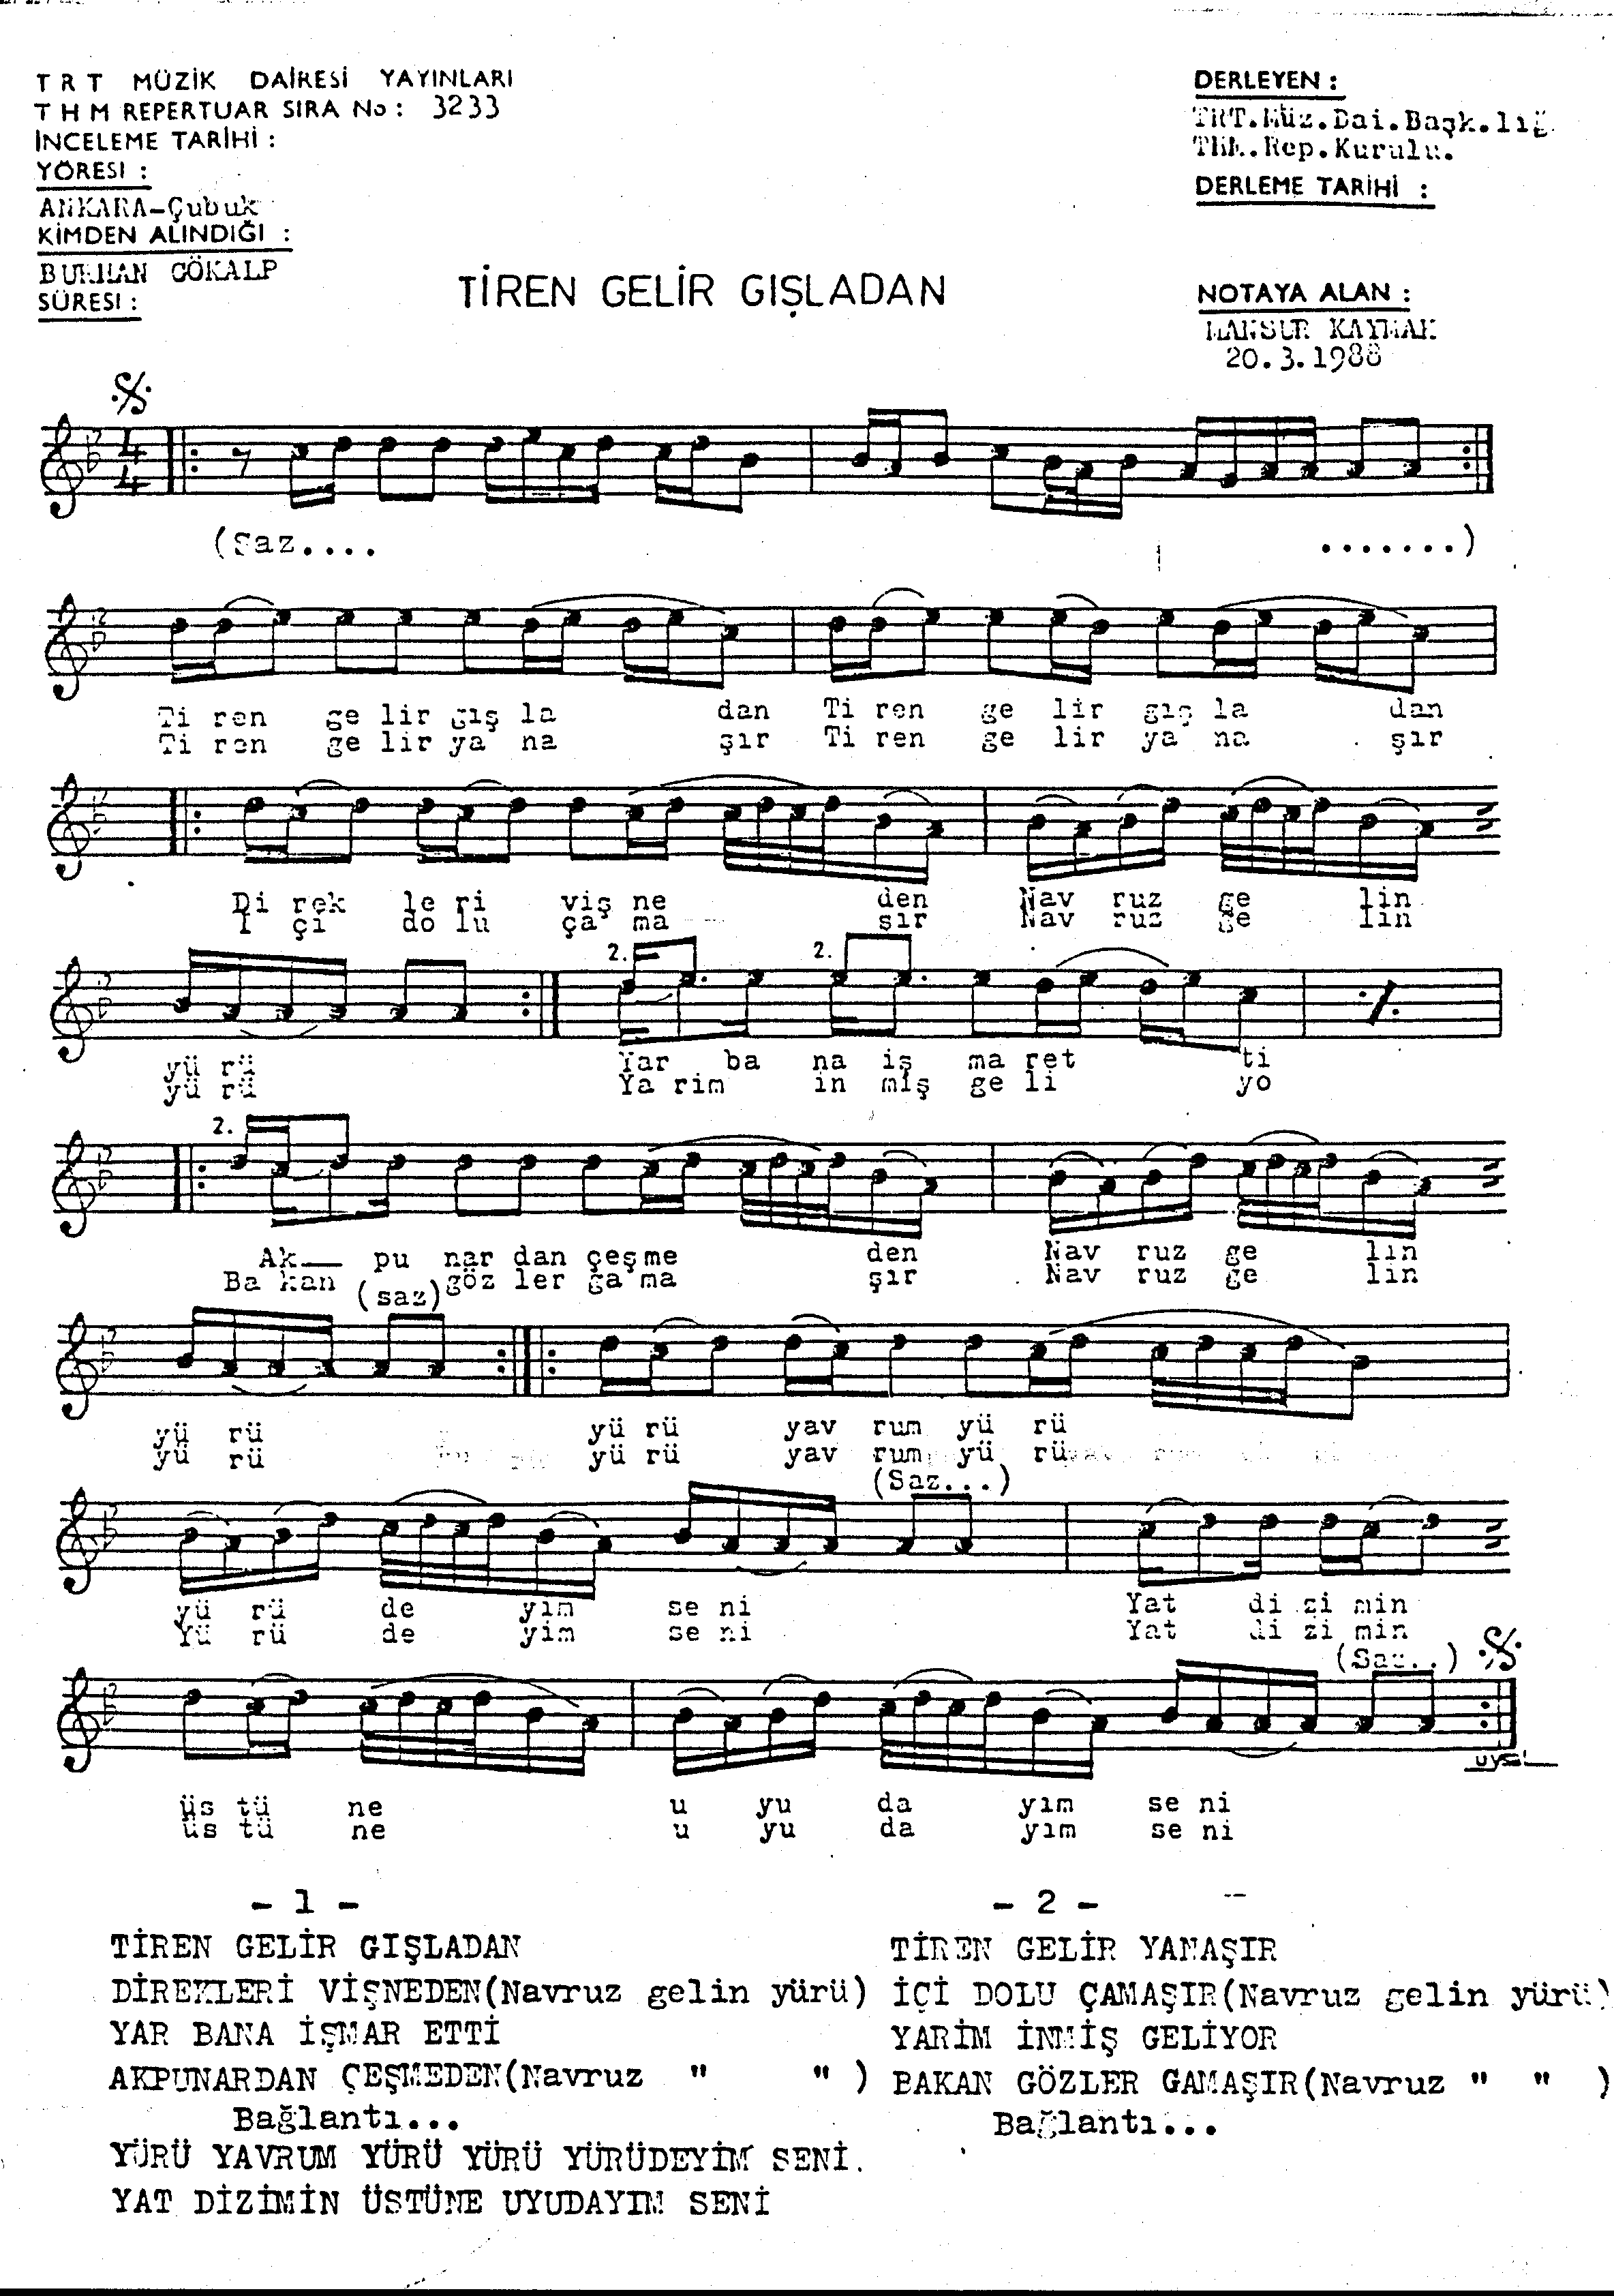 TRT MÜZİK DAİRESİ YAYINLARI
THM REPERTUAR SIRA No: 3233
İNCELEME TARİHİ:
YÖRESI:
ANKARA-Çubuk
KİMDEN ALINDIĞI:
BURHAN GÖKALP
SÜRESI:
DERLEYEN:
TRT.Müz.Dai.Başk.lığ
THM.Rep.Kurulu.
DERLEME TARİHİ:
NOTAYA ALAN:
MANSUR KAYMAK
20.3.1988
TİREN GELİR GIŞLADAN
4
4
(Saz.... .......)
Ti ren ge lir gış la dan Ti ren ge lir gış la dan
Ti ren ge lir ya na şır Ti ren ge lir ya na şır
Di rek le ri viş ne den Nav ruz ge lin
İ çi do lu ça ma şır Nav ruz ge lin
2. 2.
yü rü Yar ba na iş ma ret ti
yü rü Ya rim in miş ge li yo
2.
Ak pu nar dan çeşme den Nav ruz ge lin
Ba kan göz ler ga ma şır Nav ruz ge lin
(saz)
yü rü yü rü yav rum yü rü
yü rü yü rü yav rum yü rü
(Saz...)
yü rü de yim se ni Yat di zi min
Yü rü de yim se ni Yat di zi min
(Saz..)
üs tü ne u yu da yım se ni
üs tü ne u yu da yım se ni
- 1 -
TİREN GELİR GIŞLADAN
DİREKLERİ VİŞNEDEN(Navruz gelin yürü)
YAR BANA İŞMAR ETTİ
AKPUNARDAN ÇEŞMEDEN(Navruz " " )
Bağlantı...
YÜRÜ YAVRUM YÜRÜ YÜRÜ YÜRÜDEYİM SENİ.
YAT DİZİMİN ÜSTÜNE UYUDAYIM SENİ
- 2 -
TİREN GELİR YANAŞIR
İÇİ DOLU ÇAMAŞIR(Navruz gelin yürü)
YARİM İNMİŞ GELİYOR
BAKAN GÖZLER GAMAŞIR(Navruz " " )
Bağlantı...